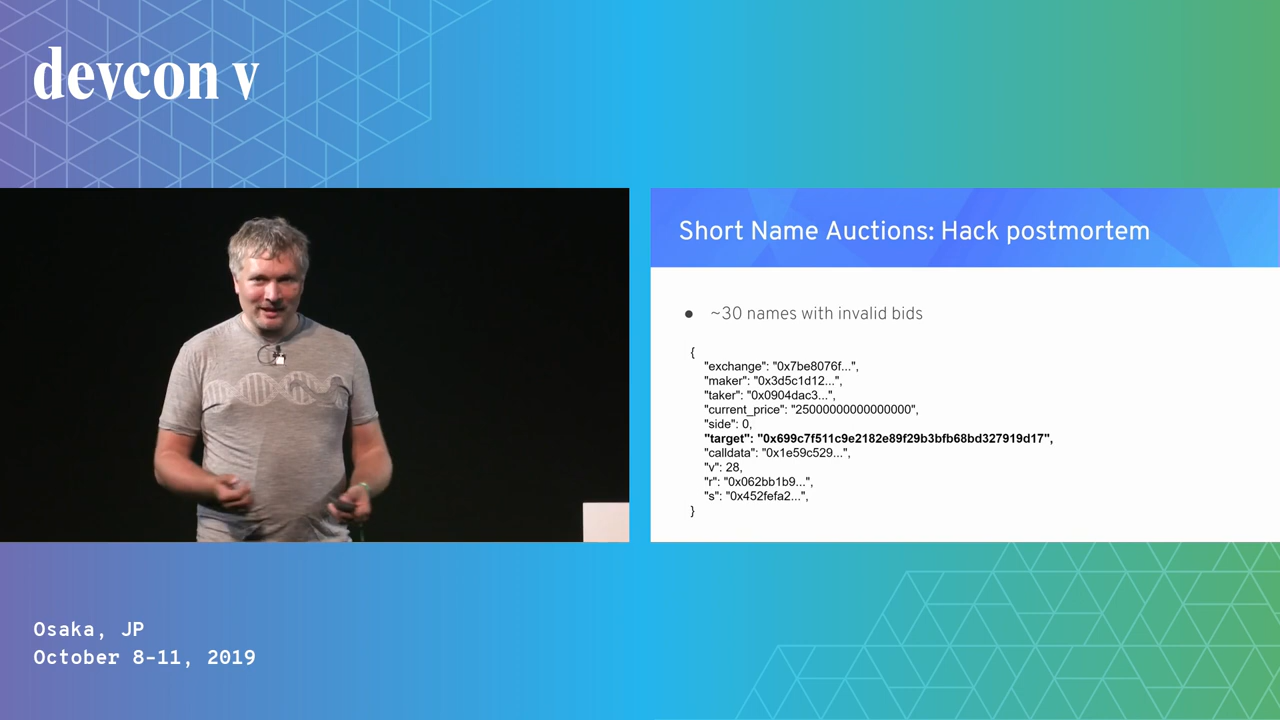 devcon v
Short Name Auctions: Hack postmortem
● ~30 names with invalid bids
{
"exchange": "0x7be8076f...",
"maker": "0x3d5c1d12...",
"taker": "0x0904dac3...",
"current_price": "25000000000000000",
"side": 0,
"target": "0x699c7f511c9e2182e89f29b3bfb68bd327919d17",
"calldata": "0x1e59c529...",
"v": 28,
"r": "0x062bb1b9...",
"s": "0x452fefa2...",
}
Osaka, JP
October 8-11, 2019